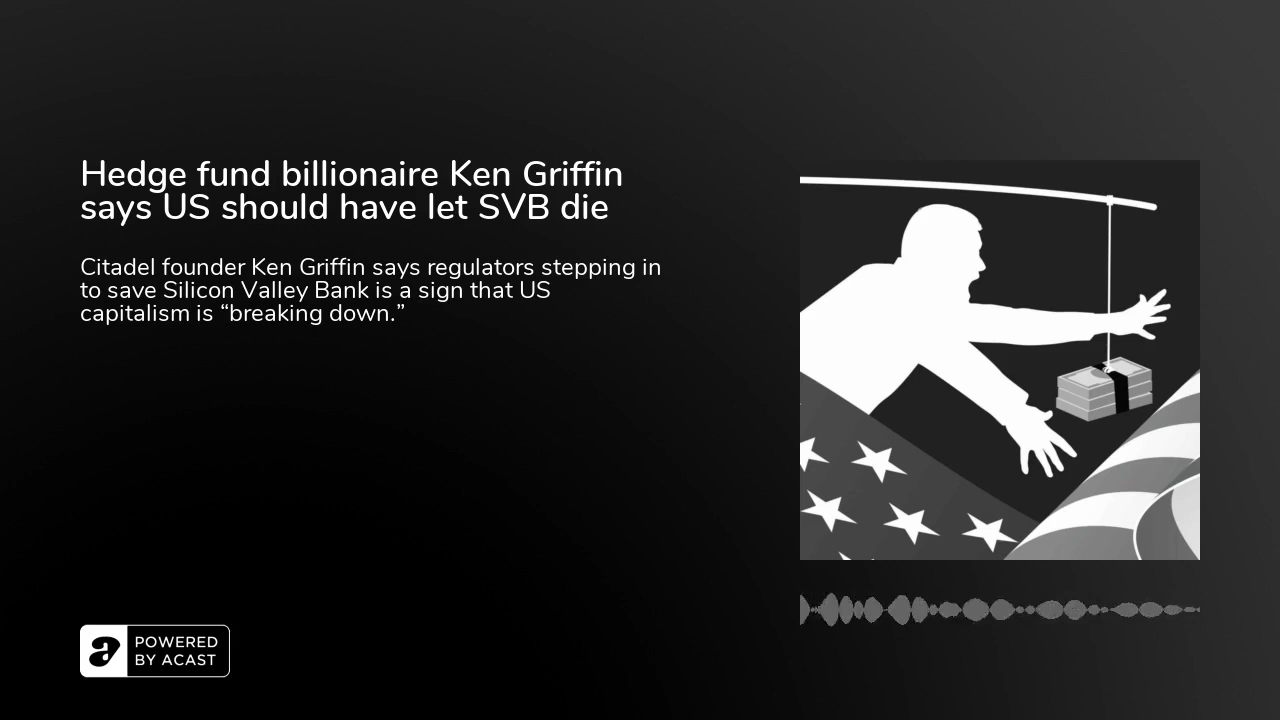 Hedge fund billionaire Ken Griffin
says US should have let SVB die
Citadel founder Ken Griffin says regulators stepping in
to save Silicon Valley Bank is a sign that US
capitalism is “breaking down.”
a POWERED
BY ACAST